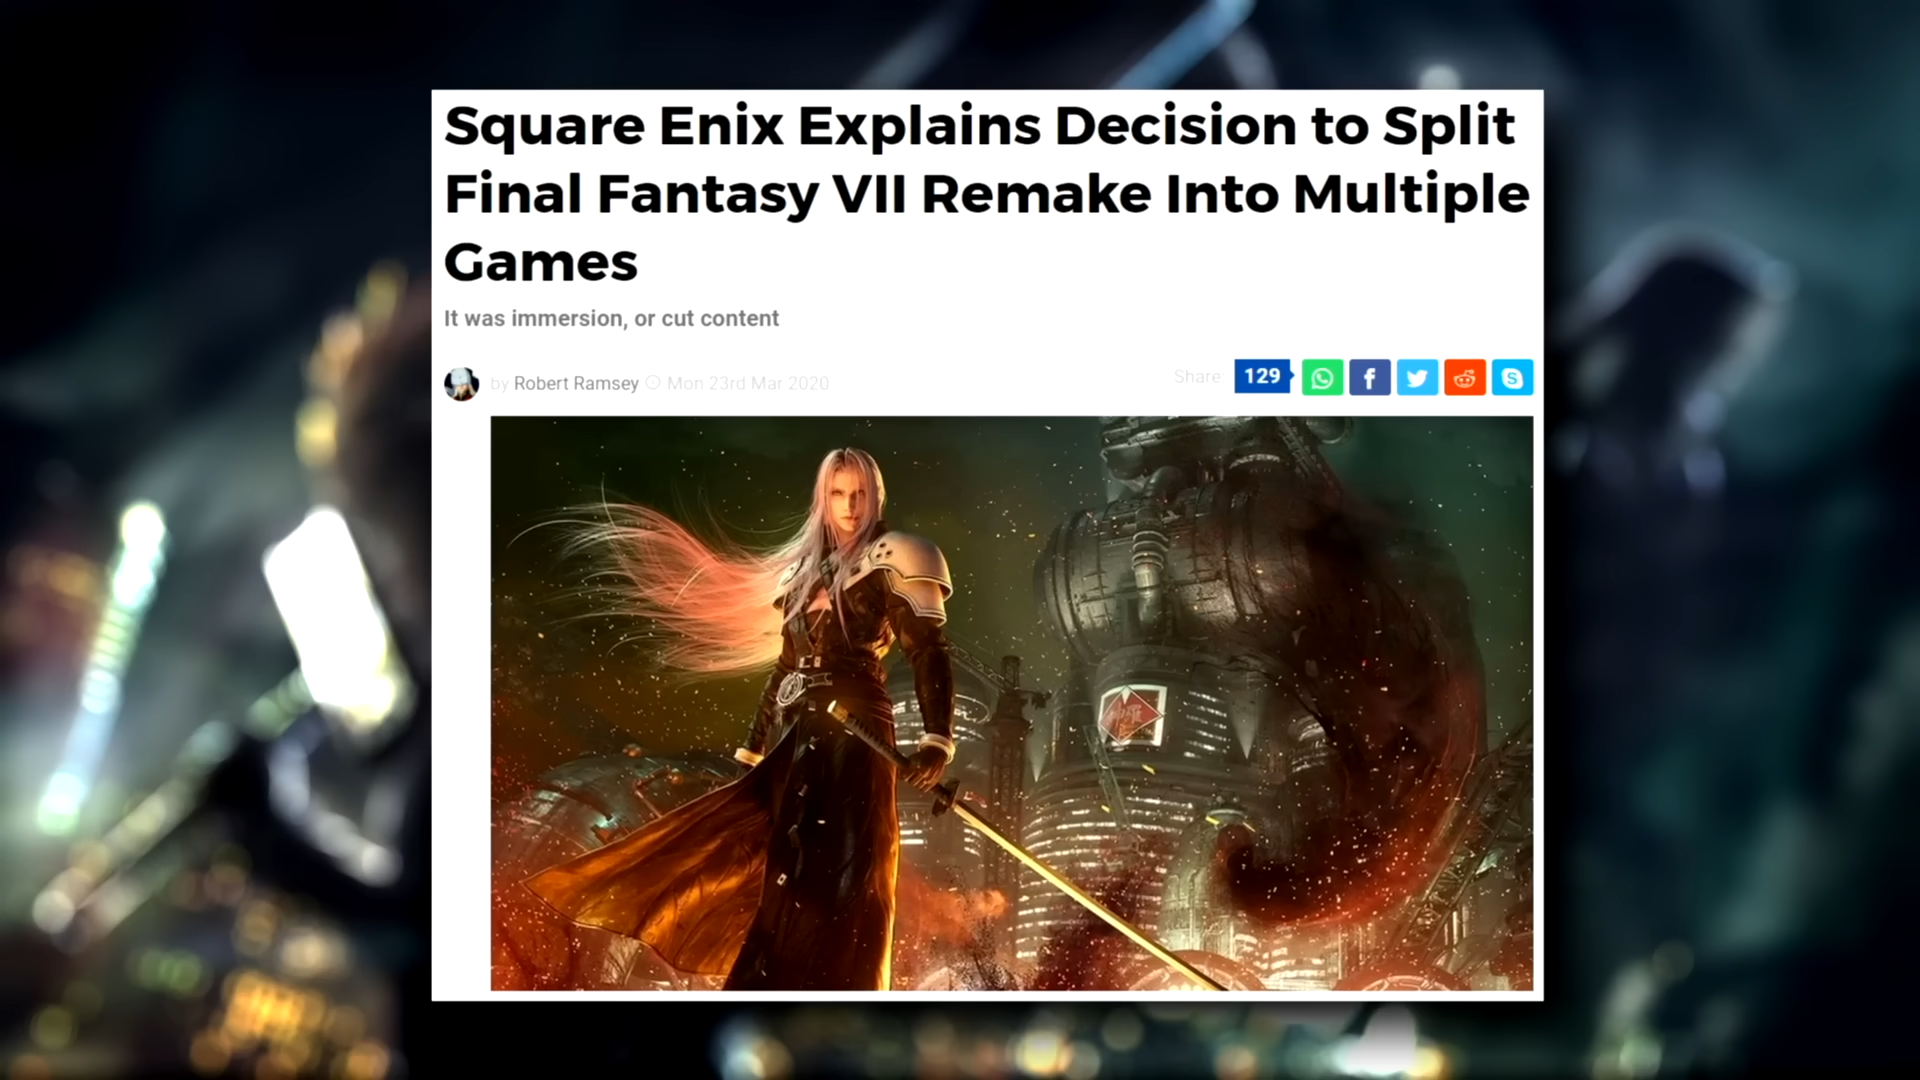 Square Enix Explains Decision to Split
Final Fantasy VII Remake Into Multiple
Games
It was immersion, or cut content
by Robert Ramsey Mon 23rd Mar 2020
Share 129